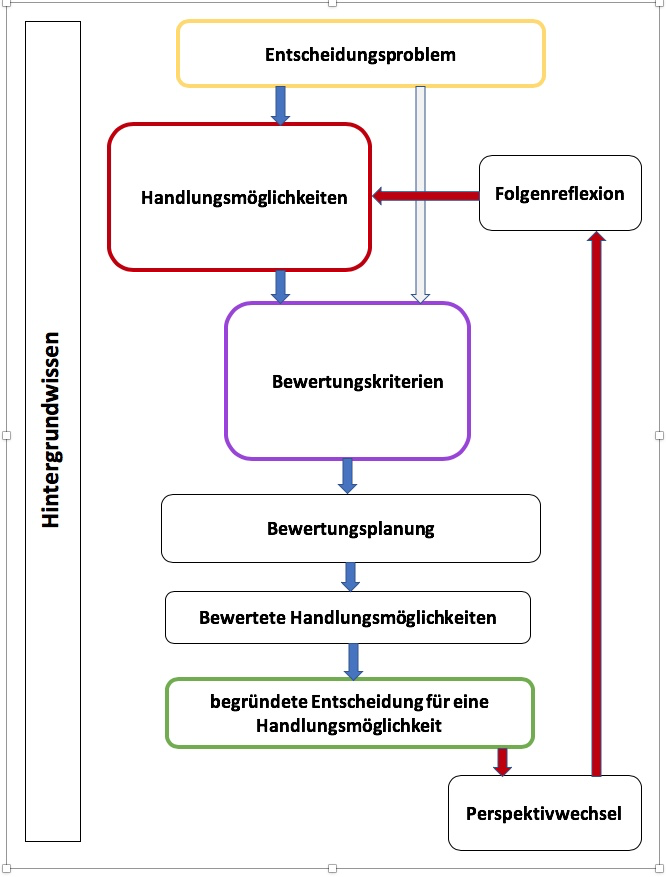 Entscheidungsproblem
Handlungsmöglichkeiten
Folgenreflexion
Hintergrundwissen
Bewertungskriterien
Bewertungsplanung
Bewertete Handlungsmöglichkeiten
begründete Entscheidung für eine
Handlungsmöglichkeit
Perspektivwechsel